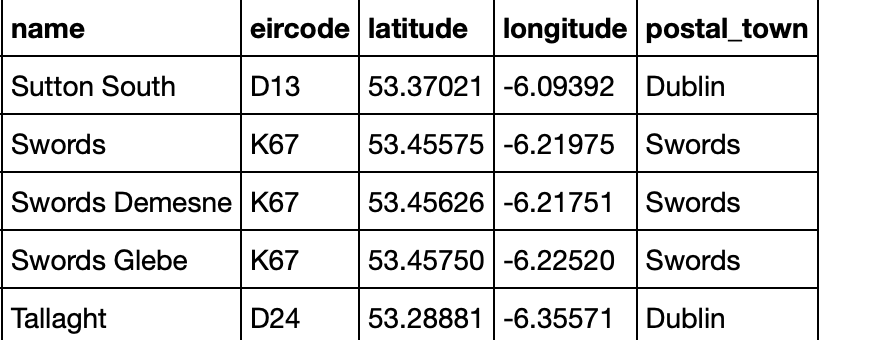 name eircode latitude longitude postal_town
Sutton South D13 53.37021 -6.09392 Dublin
Swords K67 53.45575 -6.21975 Swords
Swords Demesne K67 53.45626 -6.21751 Swords
Swords Glebe K67 53.45750 -6.22520 Swords
Tallaght D24 53.28881 -6.35571 Dublin